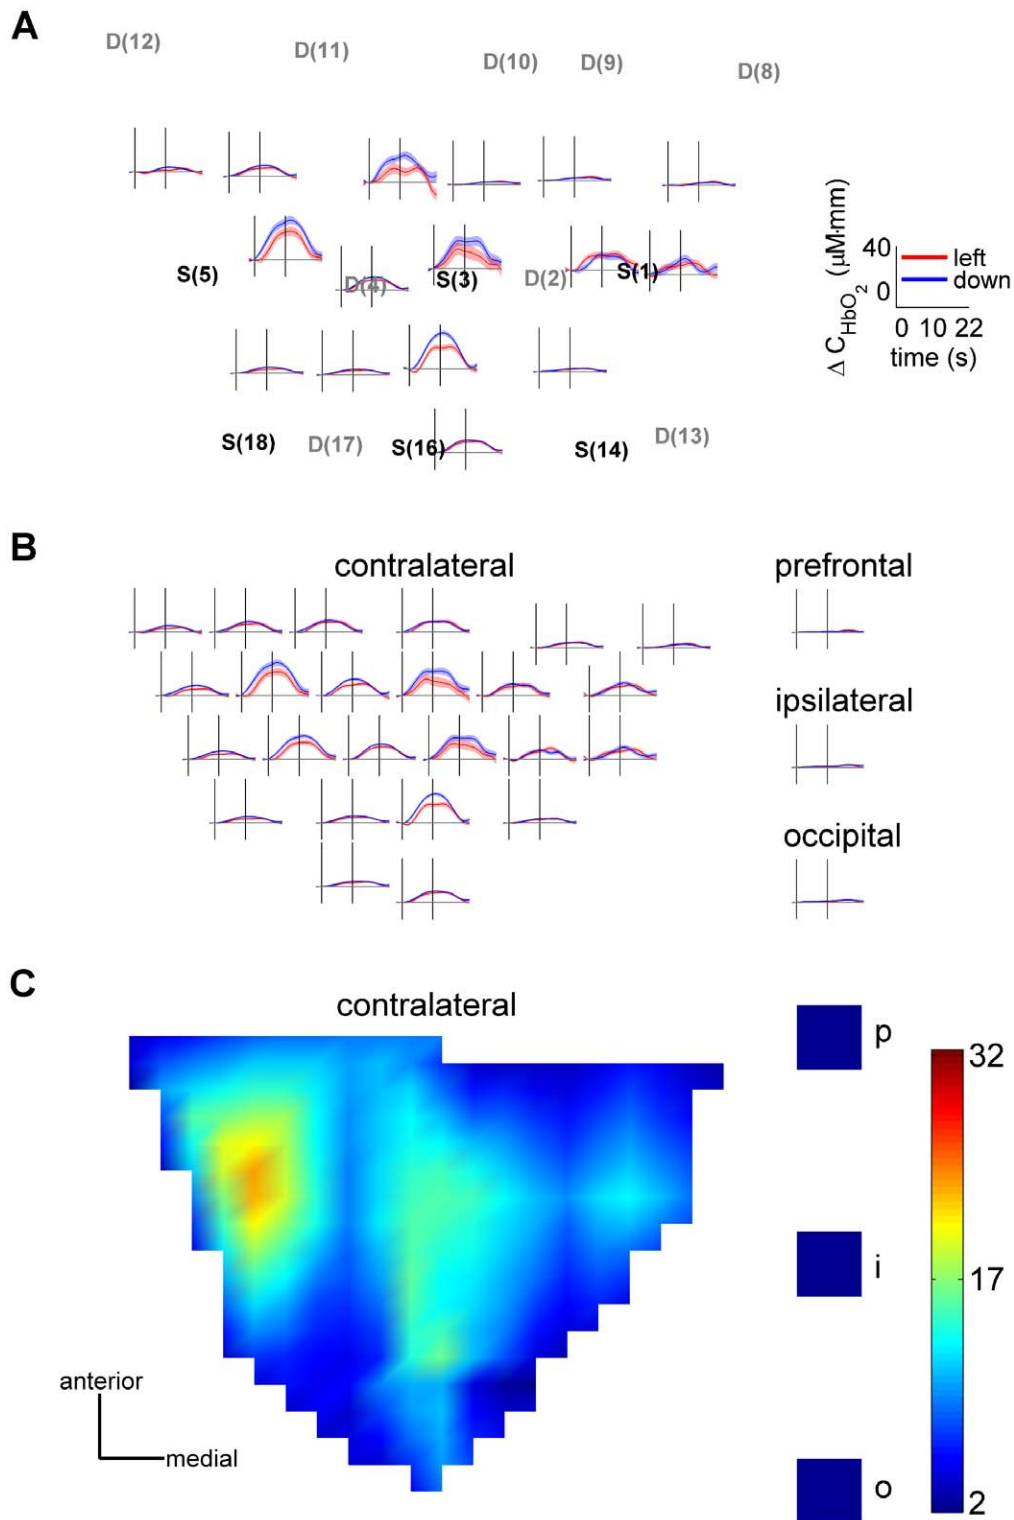 A
D(12)
D(11)
D(10)
D(9)
D(8)
S(5)
D(4)
S(3)
D(2)
S(1)
S(18)
D(17)
S(16)
S(14)
D(13)
Δ C_HbO2 (µM·mm)
40
0
left
down
0 10 22
time (s)
B
contralateral
prefrontal
ipsilateral
occipital
C
contralateral
p
i
o
32
17
2
anterior
medial